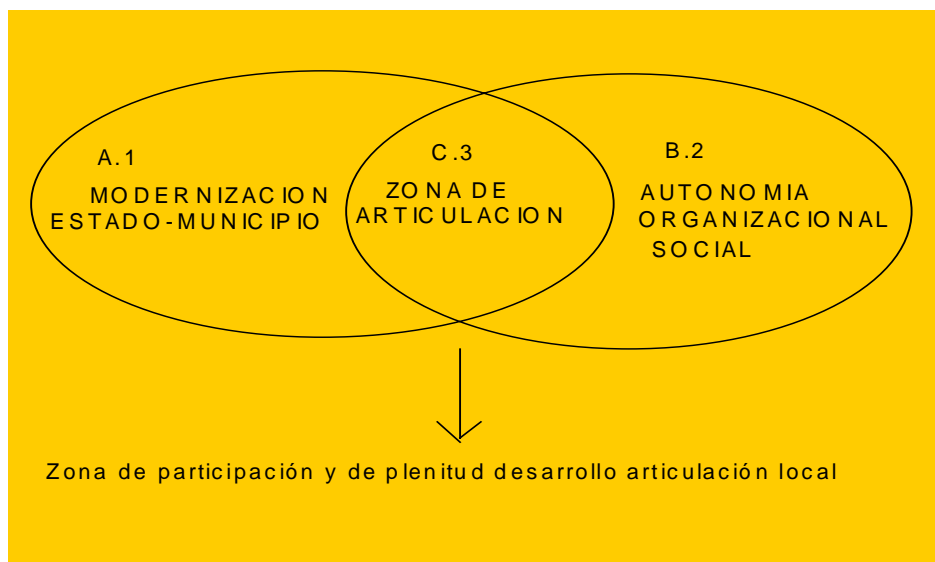 A.1
MODERNIZACION
ESTADO-MUNICIPIO
C.3
ZONA DE
ARTICULACION
B.2
AUTONOMIA
ORGANIZACIONAL
SOCIAL
Zona de participación y de plenitud desarrollo articulación local